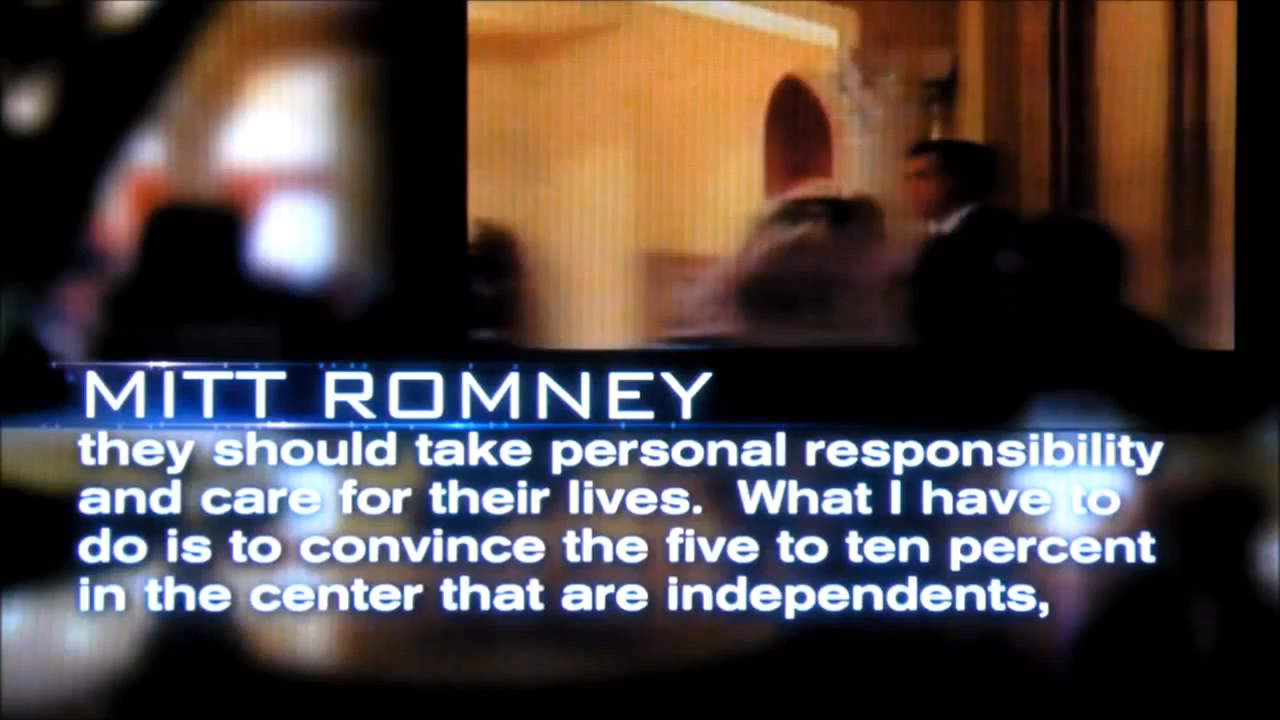 MITT ROMNEY
they should take personal responsibility
and care for their lives.  What I have to
do is to convince the five to ten percent
in the center that are independents,